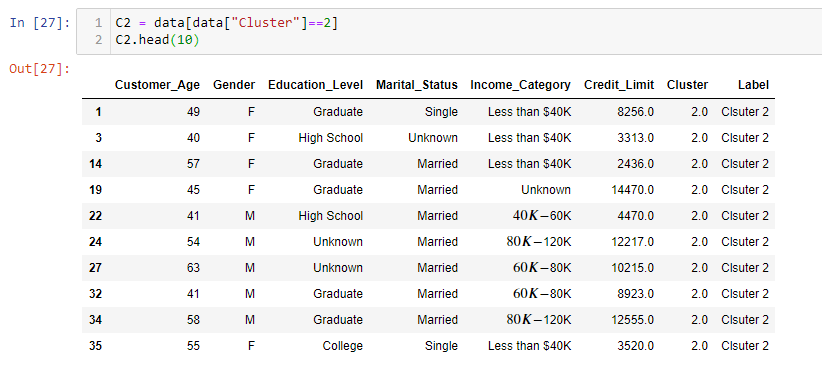 In [27]: 1 C2 = data[data["Cluster"]==2]
2 C2.head(10)
Out[27]:
Customer_Age Gender Education_Level Marital_Status Income_Category Credit_Limit Cluster Label
1 49 F Graduate Single Less than $40K 8256.0 2.0 Clsuter 2
3 40 F High School Unknown Less than $40K 3313.0 2.0 Clsuter 2
14 57 F Graduate Married Less than $40K 2436.0 2.0 Clsuter 2
19 45 F Graduate Married Unknown 14470.0 2.0 Clsuter 2
22 41 M High School Married 40K−60K 4470.0 2.0 Clsuter 2
24 54 M Unknown Married 80K−120K 12217.0 2.0 Clsuter 2
27 63 M Unknown Married 60K−80K 10215.0 2.0 Clsuter 2
32 41 M Graduate Married 60K−80K 8923.0 2.0 Clsuter 2
34 58 M Graduate Married 80K−120K 12555.0 2.0 Clsuter 2
35 55 F College Single Less than $40K 3520.0 2.0 Clsuter 2